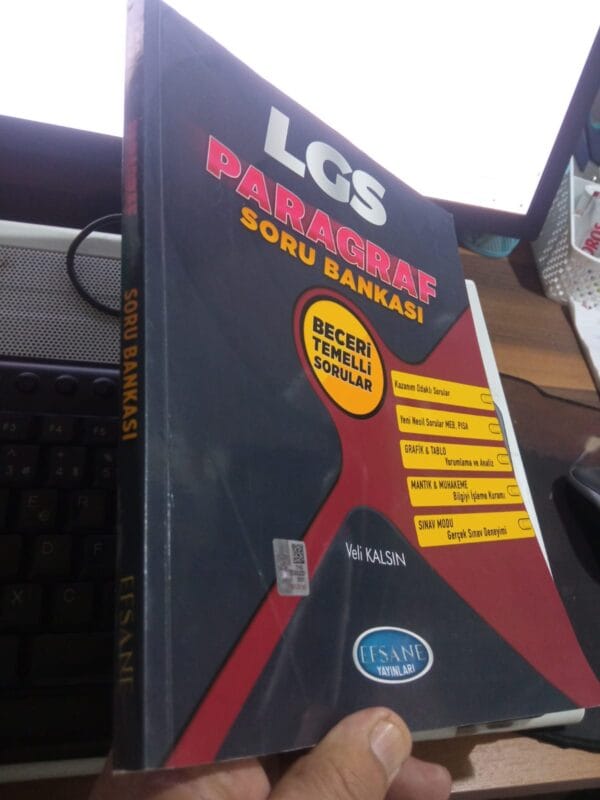 LGS
PARAGRAF
SORU BANKASI
BECERİ
TEMELLİ
SORULAR
Kazanım Odaklı Sorular
Yeni Nesil Sorular MEB, PISA
GRAFİK & TABLO
Yorumlama ve Analiz
MANTIK & MUHAKEME
Bilgiyi İşleme Kuramı
SINAV MODU
Gerçek Sınav Deneyimi
Veli KALSIN
EFSANE
YAYINLARI
SORU BANKASI
EFSANE